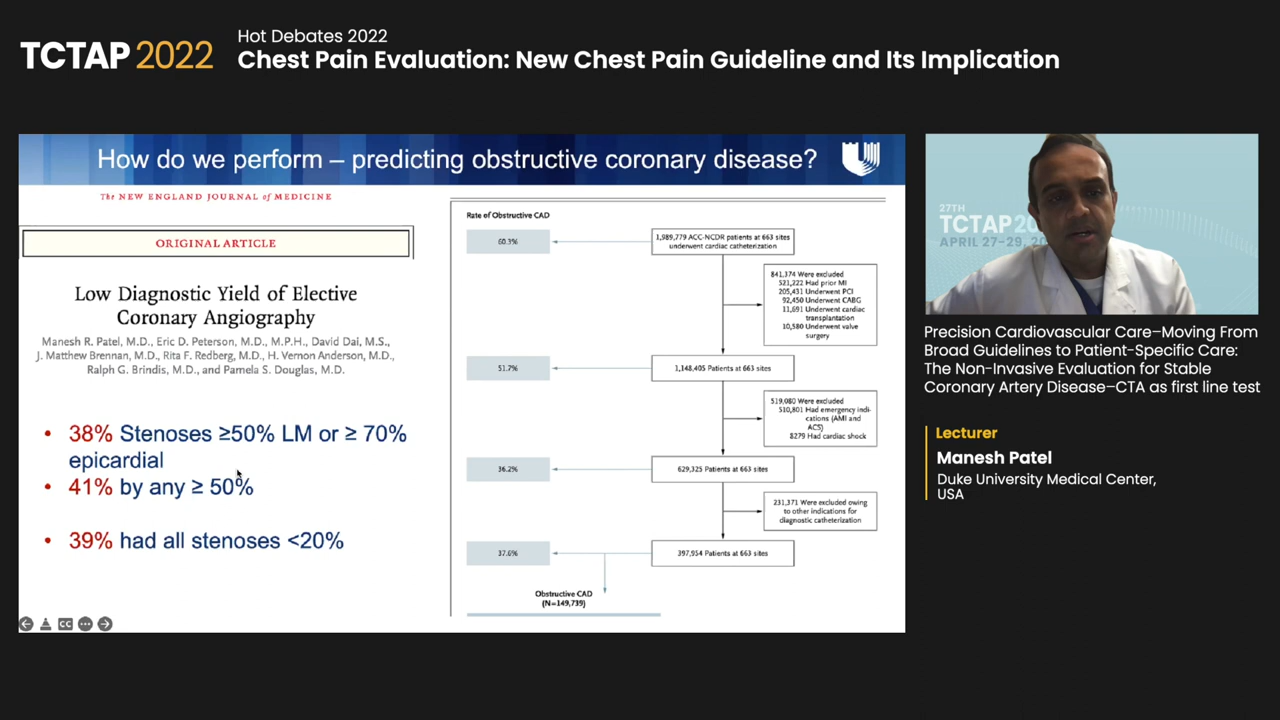 TCTAP 2022
Hot Debates 2022
Chest Pain Evaluation: New Chest Pain Guideline and Its Implication
How do we perform – predicting obstructive coronary disease?
The NEW ENGLAND JOURNAL of MEDICINE
ORIGINAL ARTICLE
Low Diagnostic Yield of Elective
Coronary Angiography
Manesh R. Patel, M.D., Eric D. Peterson, M.D., M.P.H., David Dai, M.S.,
J. Matthew Brennan, M.D., Rita F. Redberg, M.D., H. Vernon Anderson, M.D.,
Ralph G. Brindis, M.D., and Pamela S. Douglas, M.D.
• 38% Stenoses ≥50% LM or ≥ 70%
epicardial
• 41% by any ≥ 50%
• 39% had all stenoses <20%
Rate of Obstructive CAD
60.3%
1,989,779 ACC-NCDR patients at 663 sites
underwent cardiac catheterization
841,374 Were excluded
521,222 Had prior MI
205,431 Underwent PCI
92,450 Underwent CABG
11,691 Underwent cardiac
transplantation
10,580 Underwent valve
surgery
51.7%
1,148,405 Patients at 663 sites
519,080 Were excluded
510,801 Had emergency indi-
cations (AMI and
ACS)
8279 Had cardiac shock
36.2%
629,325 Patients at 663 sites
231,371 Were excluded owing
to other indications for
diagnostic catheterization
37.6%
397,954 Patients at 663 sites
Obstructive CAD
(N=149,739)
CC
27TH
TCTAP20
APRIL 27-29, 20
Precision Cardiovascular Care–Moving From
Broad Guidelines to Patient-Specific Care:
The Non-Invasive Evaluation for Stable
Coronary Artery Disease–CTA as first line test
Lecturer
Manesh Patel
Duke University Medical Center,
USA